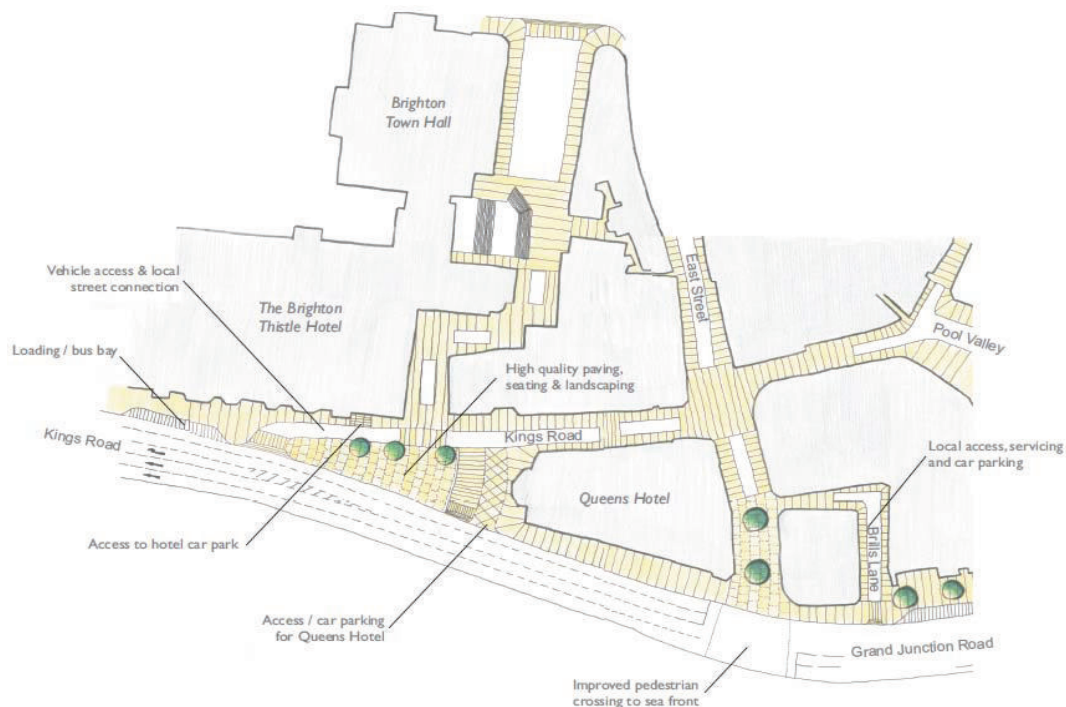 Brighton
Town Hall
Vehicle access & local
street connection
The Brighton
Thistle Hotel
East Street
Pool Valley
Loading / bus bay
High quality paving,
seating & landscaping
Kings Road
Kings Road
Local access, servicing
and car parking
Queens Hotel
Access to hotel car park
Brills Lane
Access / car parking
for Queens Hotel
Grand Junction Road
Improved pedestrian
crossing to sea front